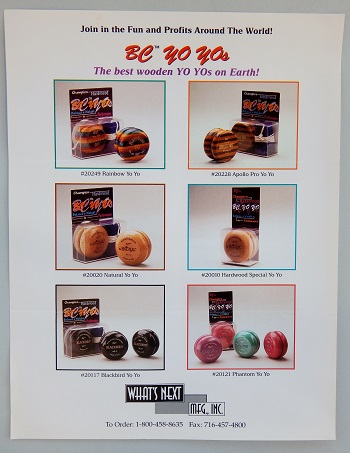 Join in the Fun and Profits Around The World!
BC™ YO YOs
The best wooden YO YOs on Earth!
#20249 Rainbow Yo Yo
#20228 Apollo Pro Yo Yo
#20020 Natural Yo Yo
#20010 Hardwood Special Yo Yo
#20117 Blackbird Yo Yo
#20121 Phantom Yo Yo
WHAT'S NEXT
MFG, INC
To Order: 1-800-458-8635 Fax: 716-457-4800